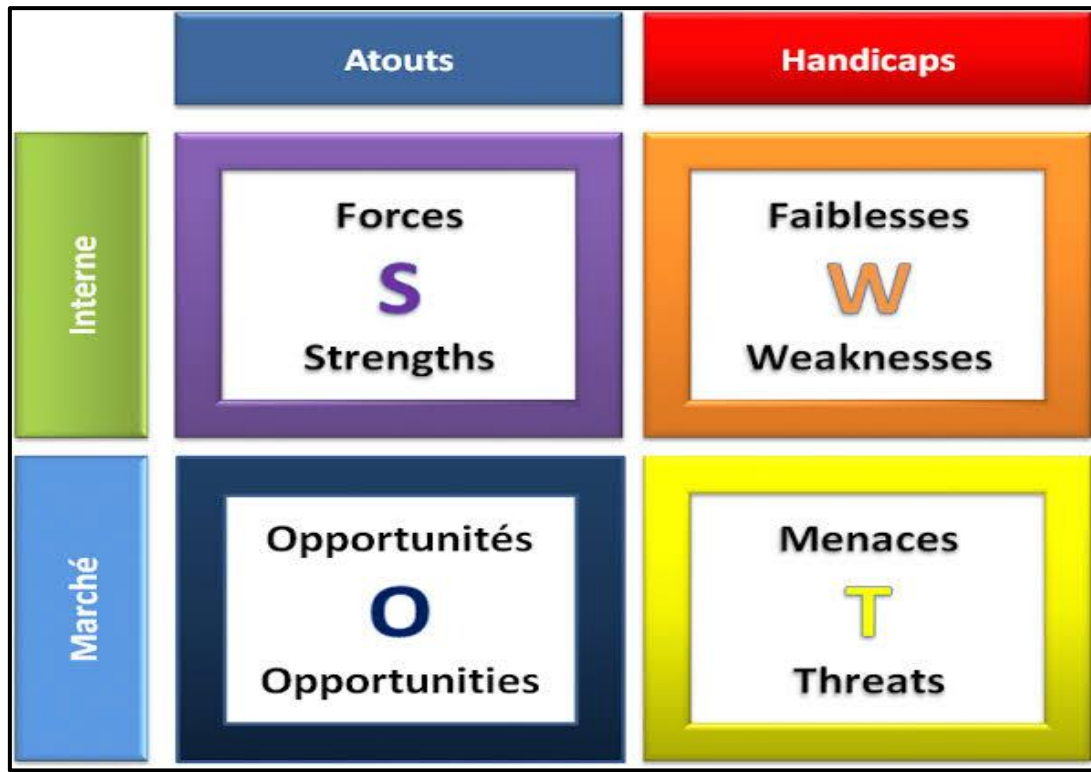 Atouts
Handicaps
Interne
Forces
S
Strengths
Faiblesses
W
Weaknesses
Marché
Opportunités
O
Opportunities
Menaces
T
Threats